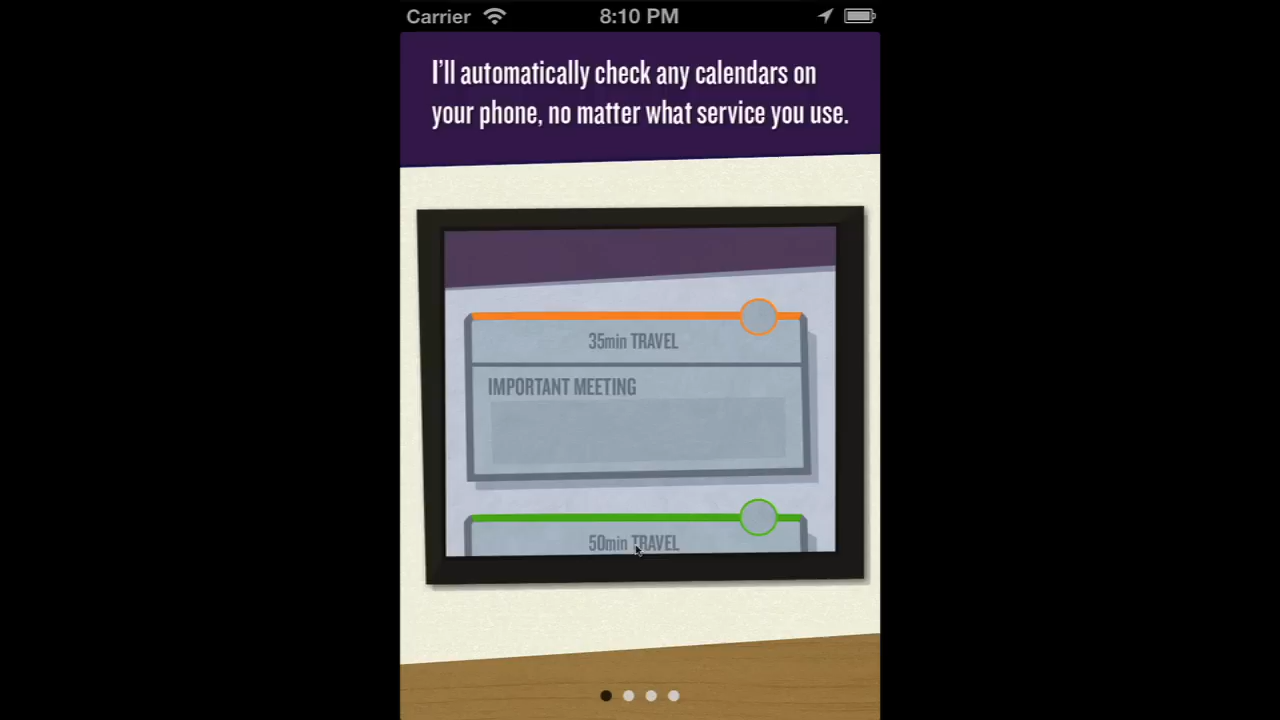 Carrier 8:10 PM
I'll automatically check any calendars on
your phone, no matter what service you use.
35min TRAVEL
IMPORTANT MEETING
50min TRAVEL